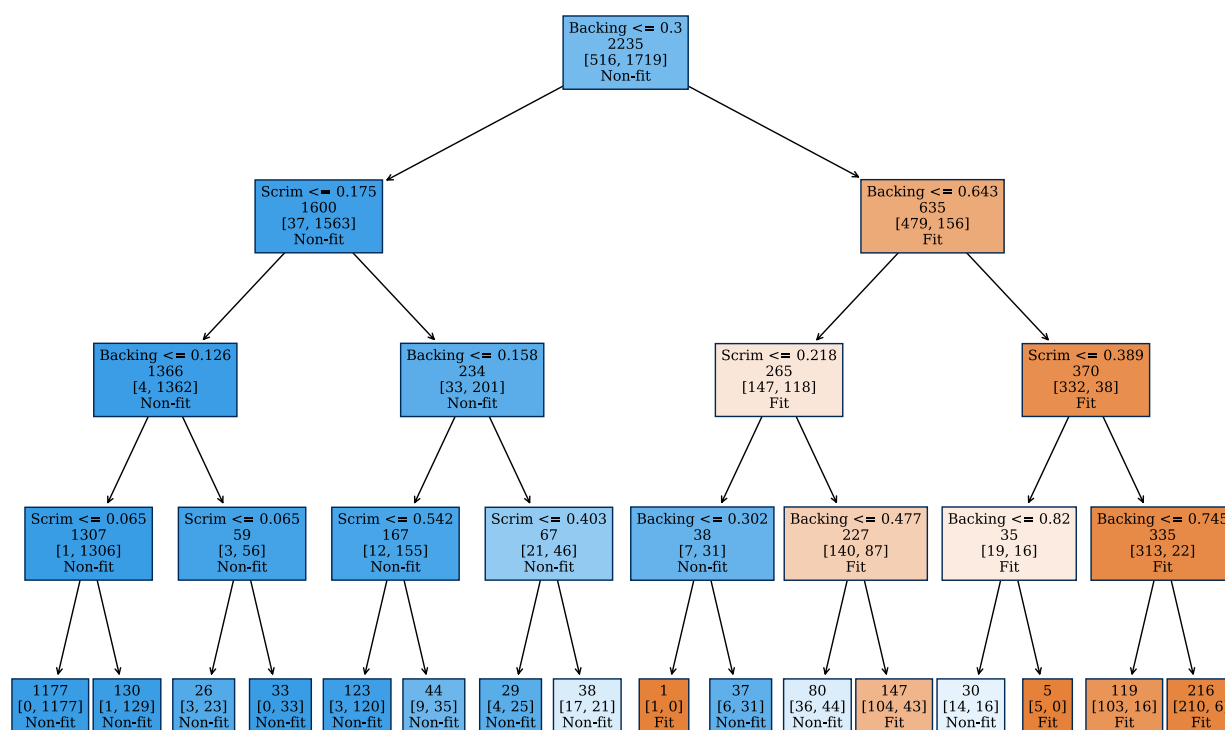 Backing <= 0.3
2235
[516, 1719]
Non-fit
Scrim <= 0.175
1600
[37, 1563]
Non-fit
Backing <= 0.643
635
[479, 156]
Fit
Backing <= 0.126
1366
[4, 1362]
Non-fit
Backing <= 0.158
234
[33, 201]
Non-fit
Scrim <= 0.218
265
[147, 118]
Fit
Scrim <= 0.389
370
[332, 38]
Fit
Scrim <= 0.065
1307
[1, 1306]
Non-fit
Scrim <= 0.065
59
[3, 56]
Non-fit
Scrim <= 0.542
167
[12, 155]
Non-fit
Scrim <= 0.403
67
[21, 46]
Non-fit
Backing <= 0.302
38
[7, 31]
Non-fit
Backing <= 0.477
227
[140, 87]
Fit
Backing <= 0.82
35
[19, 16]
Fit
Backing <= 0.745
335
[313, 22]
Fit
1177
[0, 1177]
Non-fit
130
[1, 129]
Non-fit
26
[3, 23]
Non-fit
33
[0, 33]
Non-fit
123
[3, 120]
Non-fit
44
[9, 35]
Non-fit
29
[4, 25]
Non-fit
38
[17, 21]
Non-fit
1
[1, 0]
Fit
37
[6, 31]
Non-fit
80
[36, 44]
Non-fit
147
[104, 43]
Fit
30
[14, 16]
Non-fit
5
[5, 0]
Fit
119
[103, 16]
Fit
216
[210, 6]
Fit